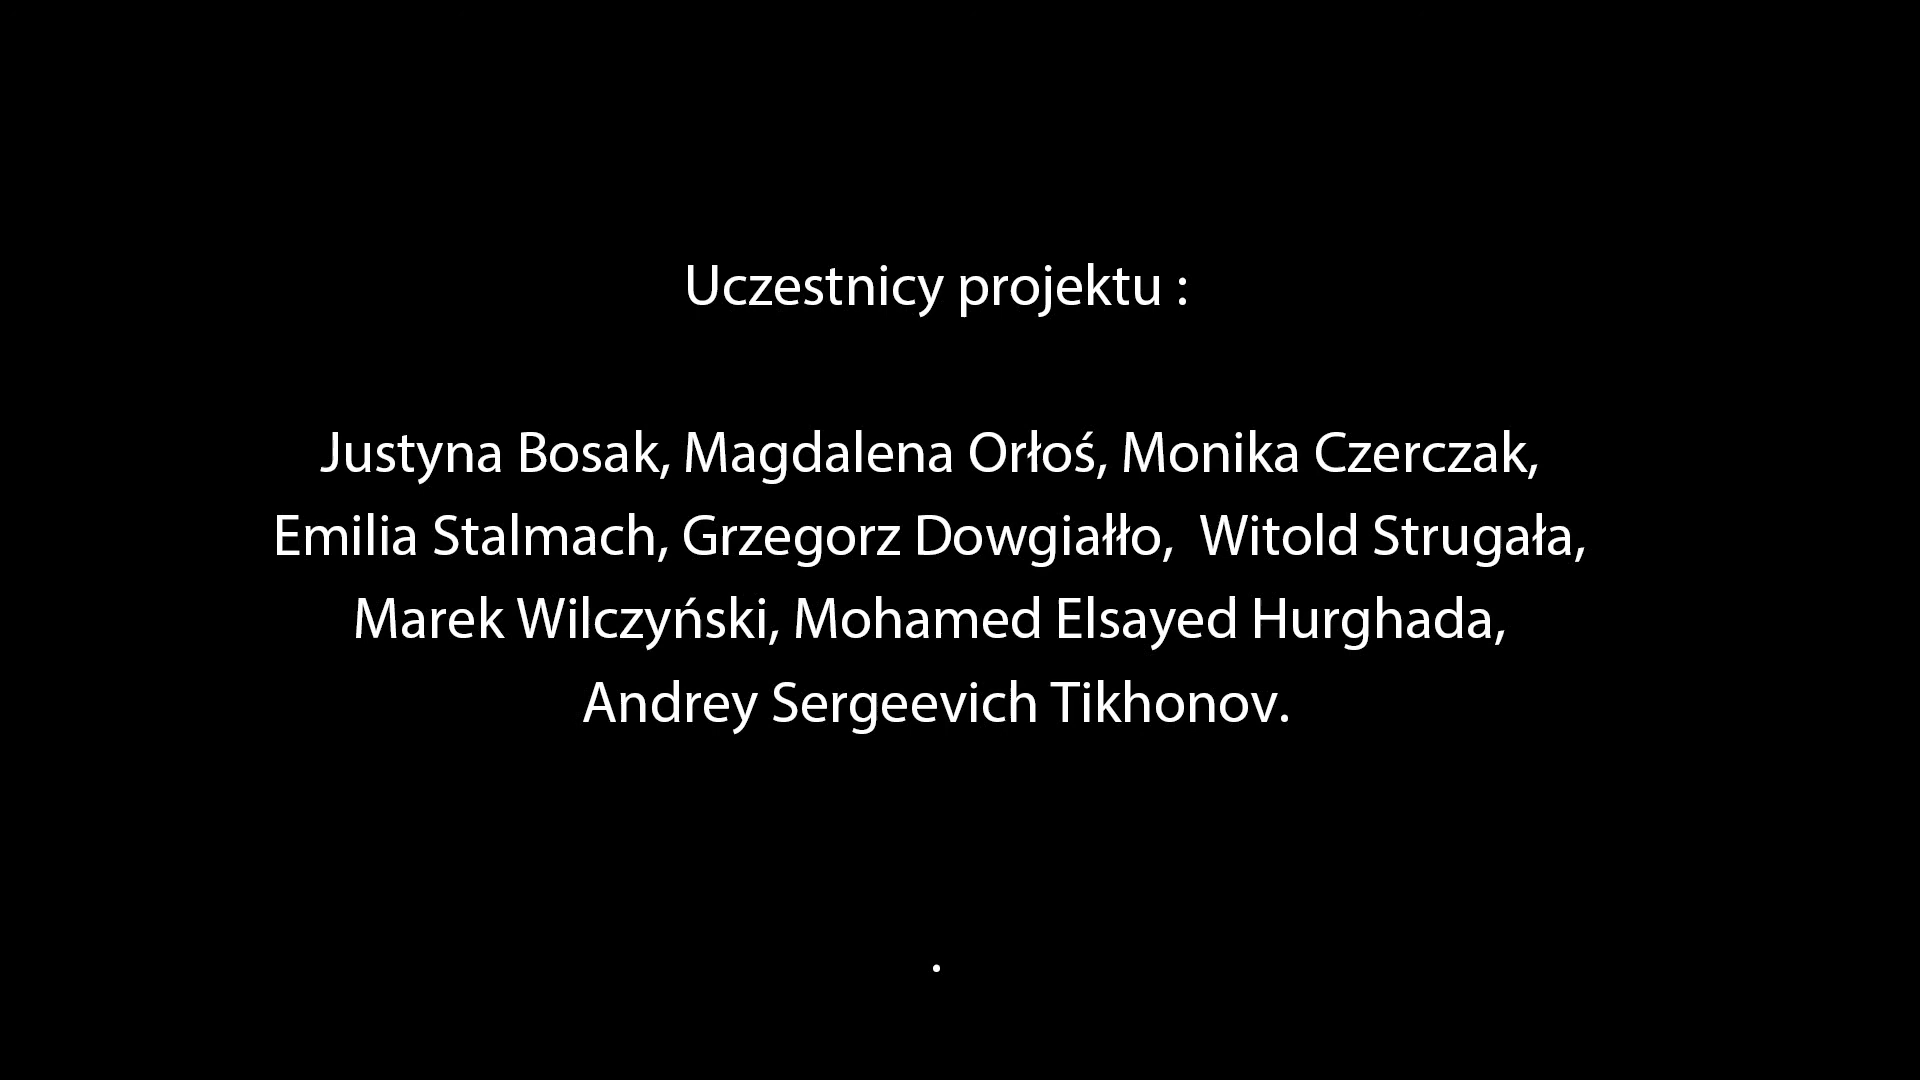 Uczestnicy projektu :
Justyna Bosak, Magdalena Orłoś, Monika Czerczak,
Emilia Stalmach, Grzegorz Dowgiałło,  Witold Strugała,
Marek Wilczyński, Mohamed Elsayed Hurghada,
Andrey Sergeevich Tikhonov.
.